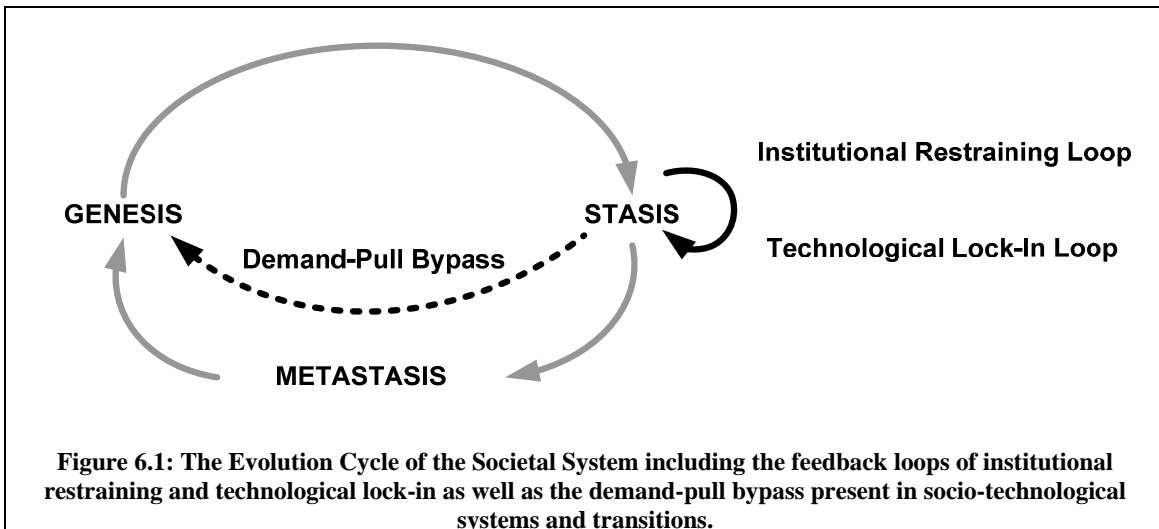 Institutional Restraining Loop
GENESIS
STASIS
Demand-Pull Bypass
Technological Lock-In Loop
METASTASIS
Figure 6.1: The Evolution Cycle of the Societal System including the feedback loops of institutional
restraining and technological lock-in as well as the demand-pull bypass present in socio-technological
systems and transitions.